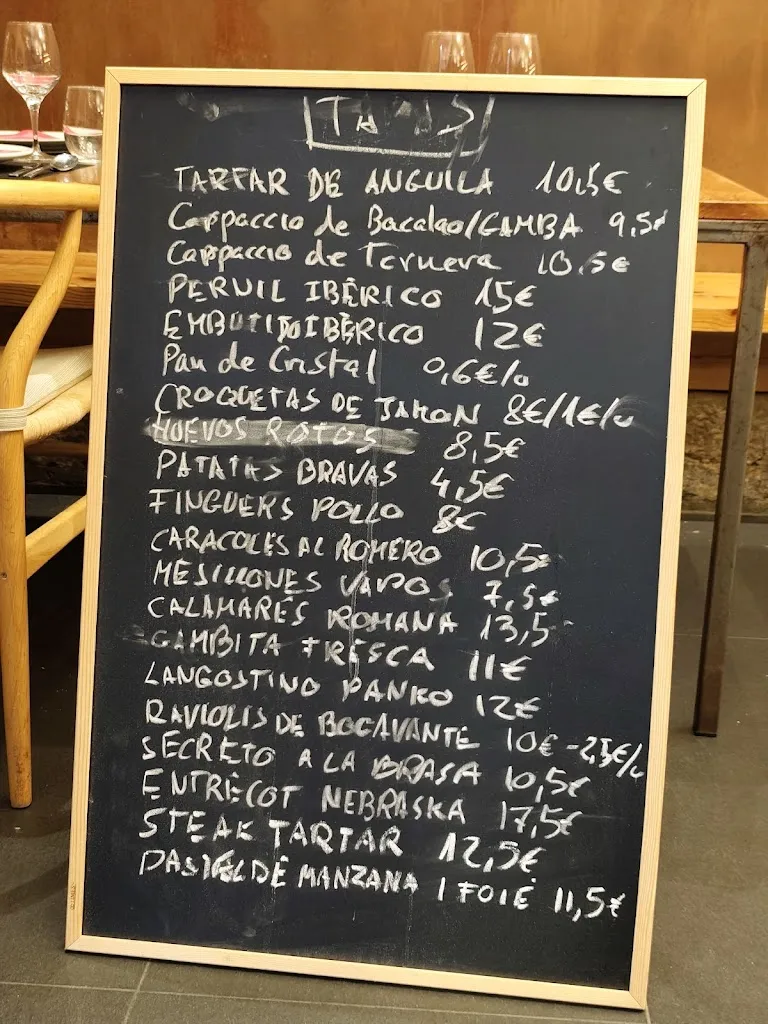 TARTAR DE ANGUILA 10,5€
Cappaccio de Bacalao/GAMBA 9,5€
Cappaccio de Ternera 10,5€
PERNIL IBÉRICO 15€
EMBUTIDO IBÉRICO 12€
Pan de Cristal 0,6€/u
CROQUETAS DE JAMON 8€/1€/u
HUEVOS ROTOS 8,5€
PATATAS BRAVAS 4,5€
FINGUERS POLLO 8€
CARACOLES AL ROMERO 10,5€
MESILLONES VAPOS 7,5€
CALAMARES ROMANA 13,5
GAMBITA FRESCA 11€
LANGOSTINO PANKO 12€
RAVIOLIS DE BOGAVANTE 10€-2,5€/u
SECRETO A LA BRASA 10,5€
ENTRECOT NEBRASKA 17,5€
STEAK TARTAR 12,5€
DE MANZANA I FOIE 11,5€